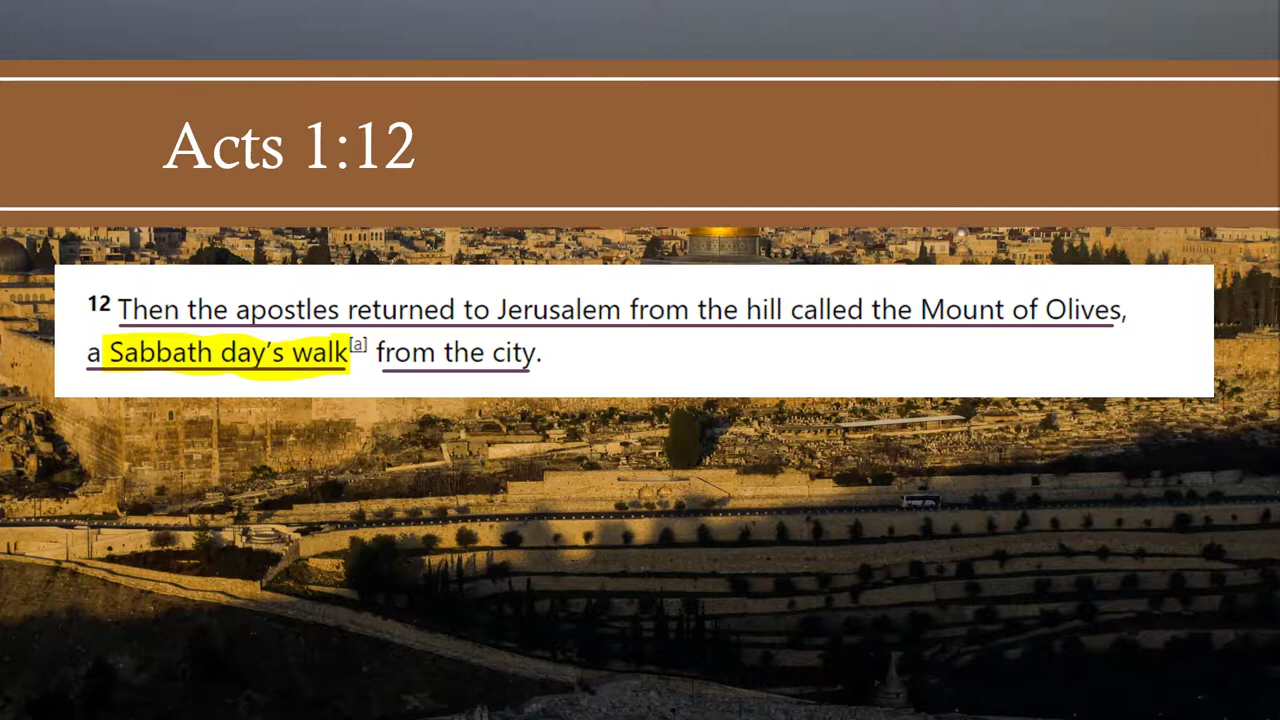 Acts 1:12
12 Then the apostles returned to Jerusalem from the hill called the Mount of Olives,
a Sabbath day’s walk[a] from the city.